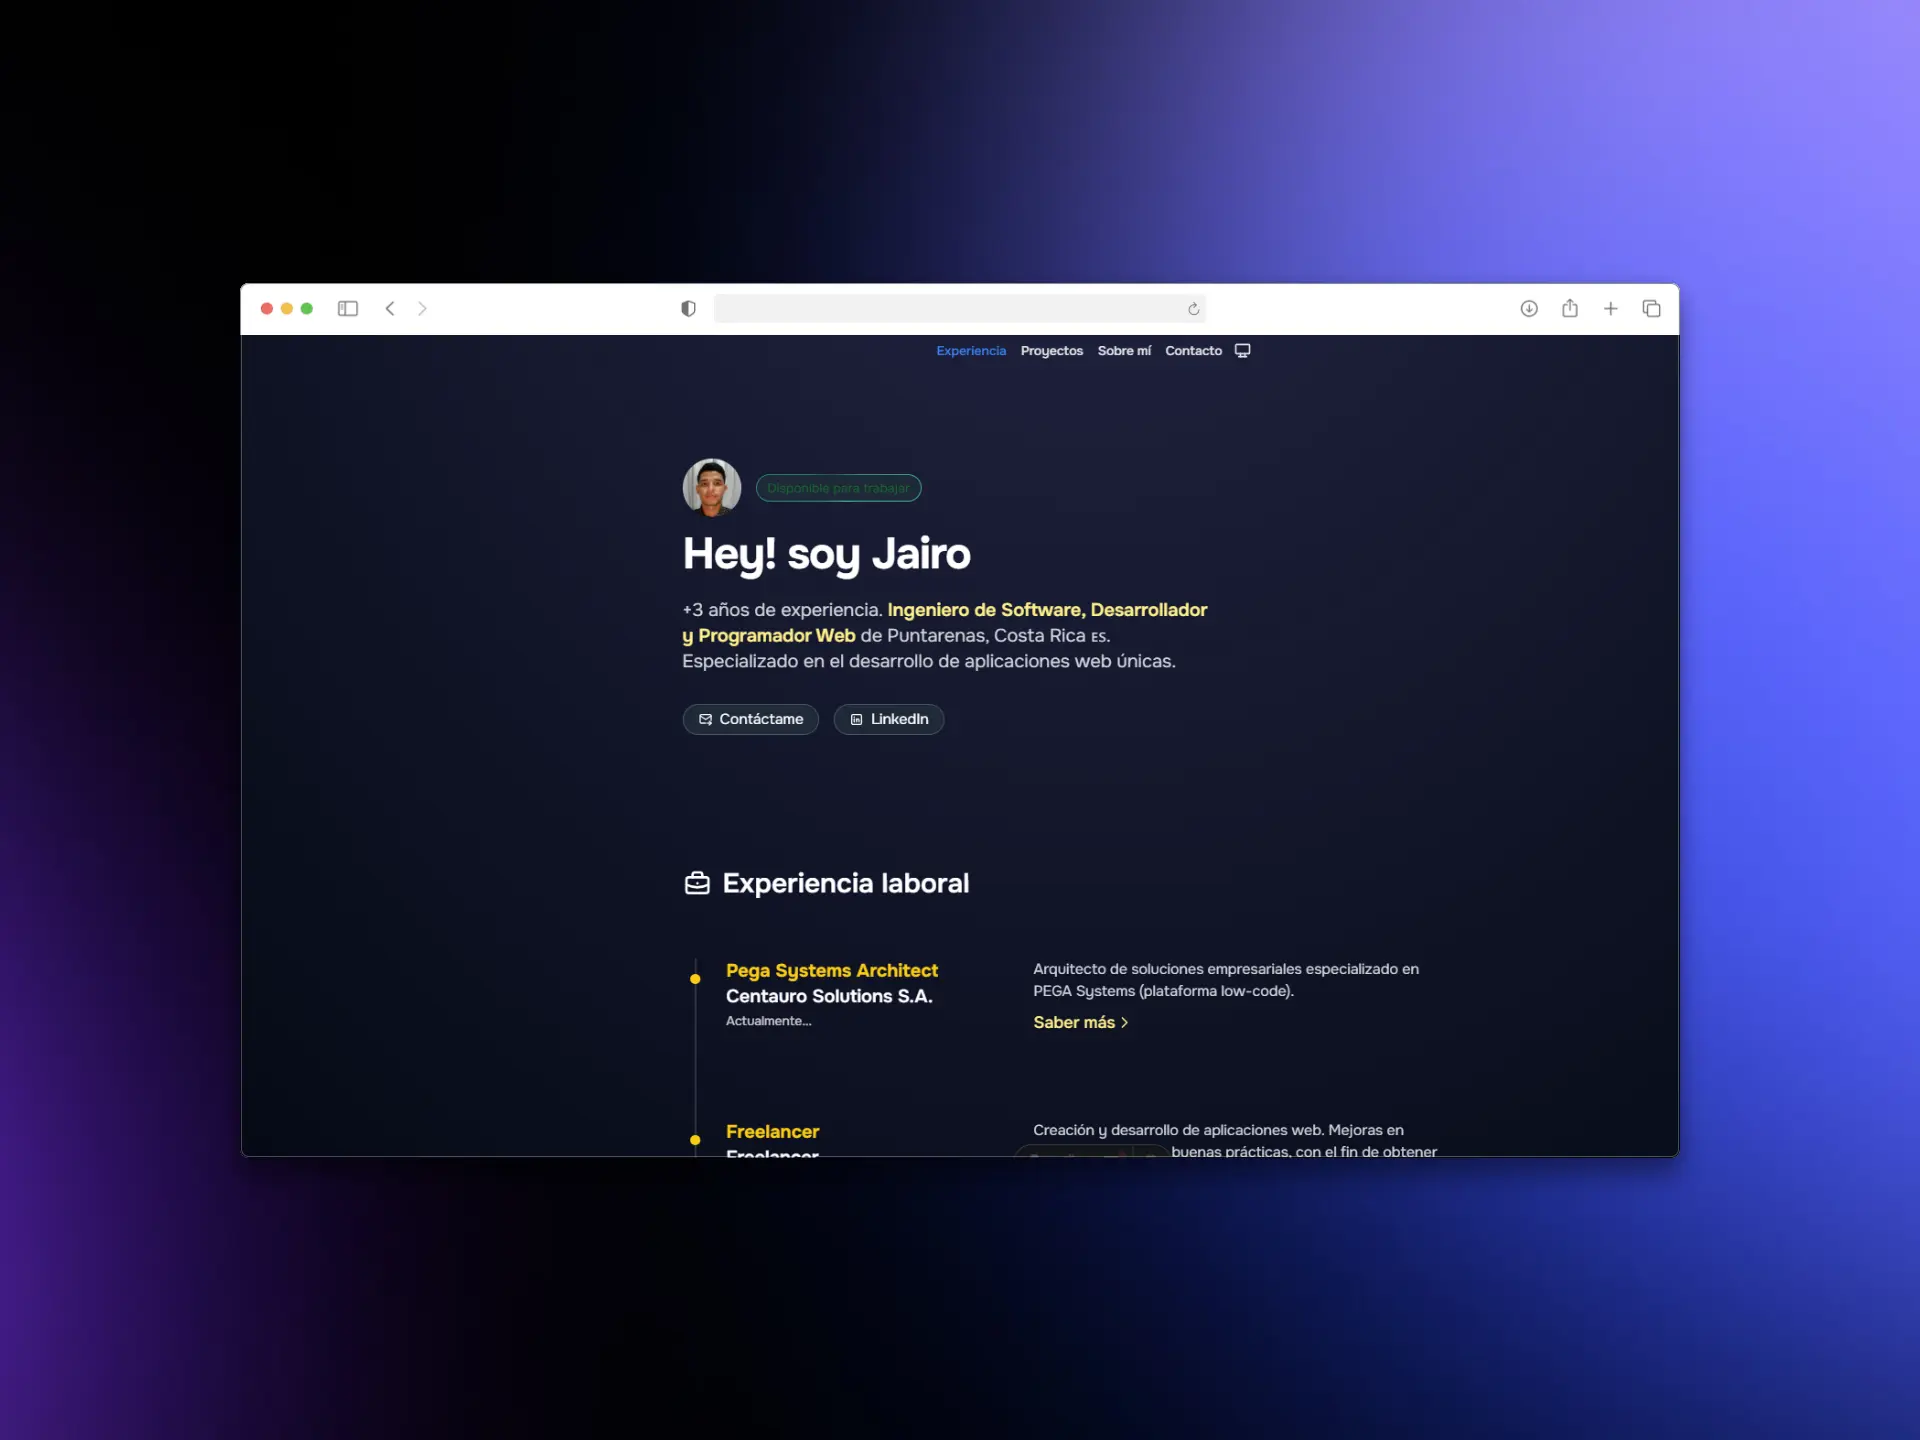 Experiencia Proyectos Sobre mí Contacto
Disponible para trabajar
Hey! soy Jairo
+3 años de experiencia. Ingeniero de Software, Desarrollador
y Programador Web de Puntarenas, Costa Rica ES.
Especializado en el desarrollo de aplicaciones web únicas.
Contáctame LinkedIn
Experiencia laboral
Pega Systems Architect
Centauro Solutions S.A.
Actualmente...
Arquitecto de soluciones empresariales especializado en
PEGA Systems (plataforma low-code).
Saber más >
Freelancer
Freelancer
Creación y desarrollo de aplicaciones web. Mejoras en
buenas prácticas, con el fin de obtener